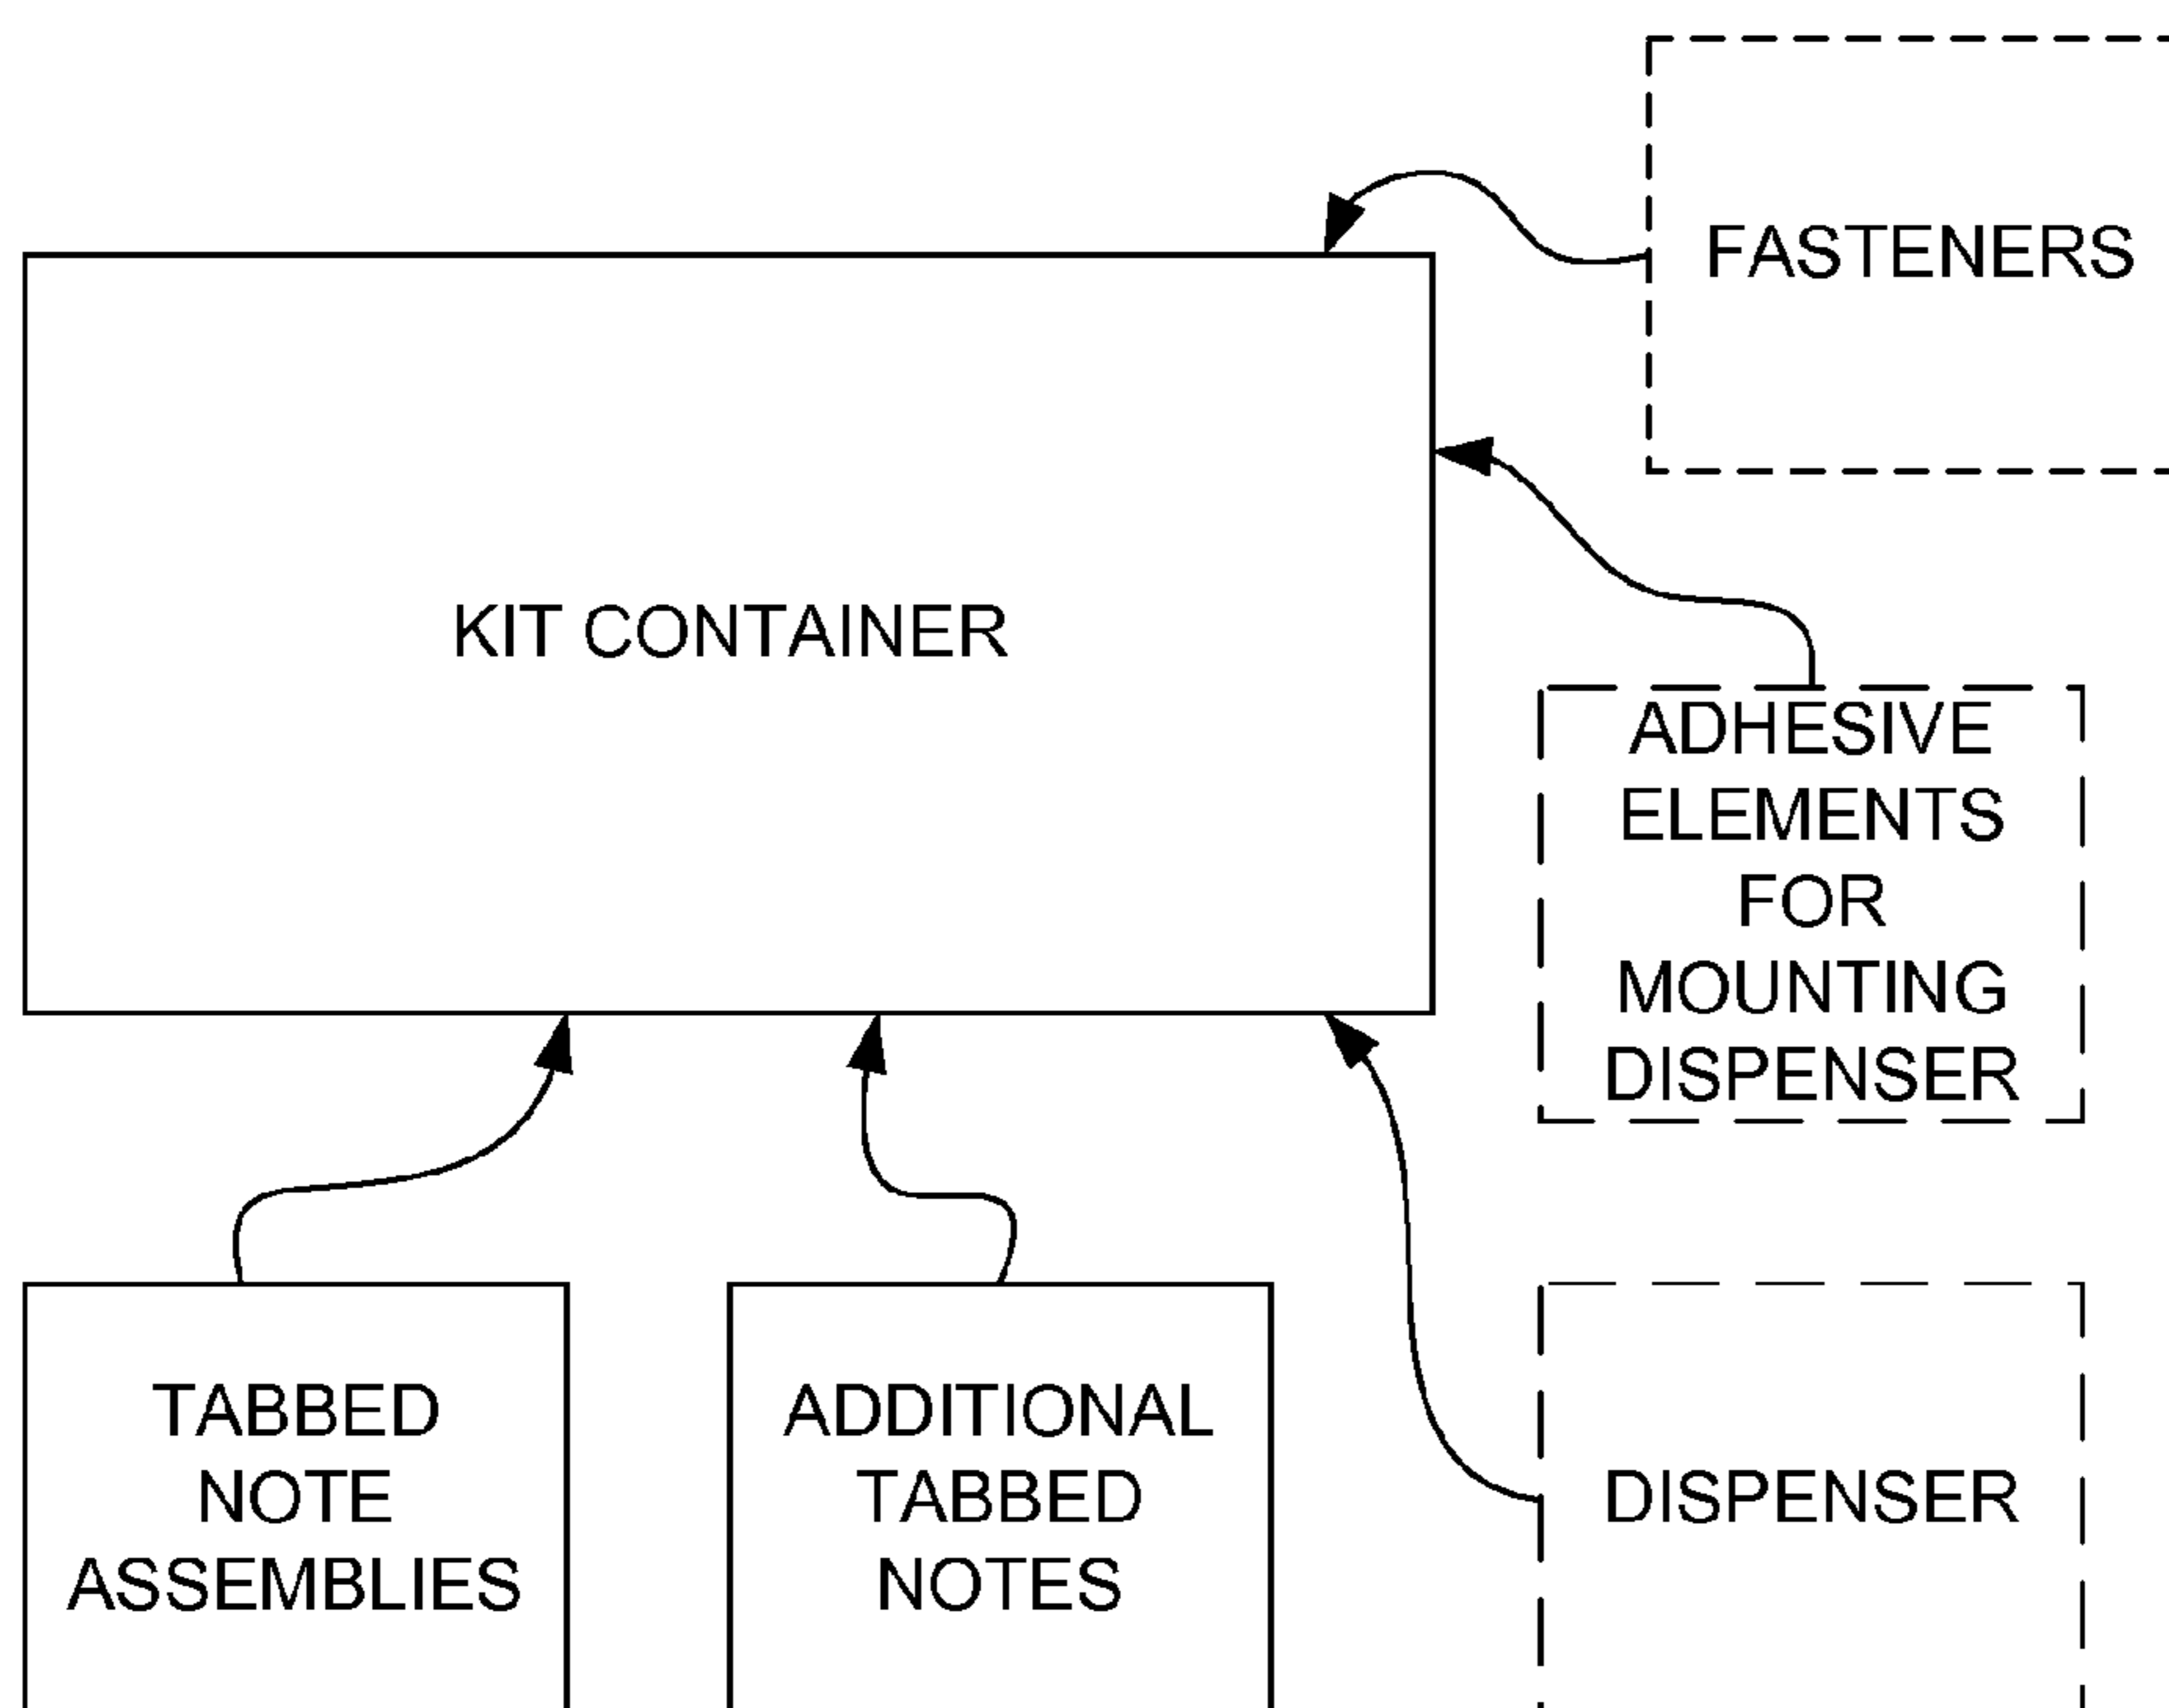 FASTENERS
KIT CONTAINER
ADHESIVE
ELEMENTS
FOR
MOUNTING
DISPENSER
TABBED
NOTE
ASSEMBLIES
ADDITIONAL
TABBED
NOTES
DISPENSER